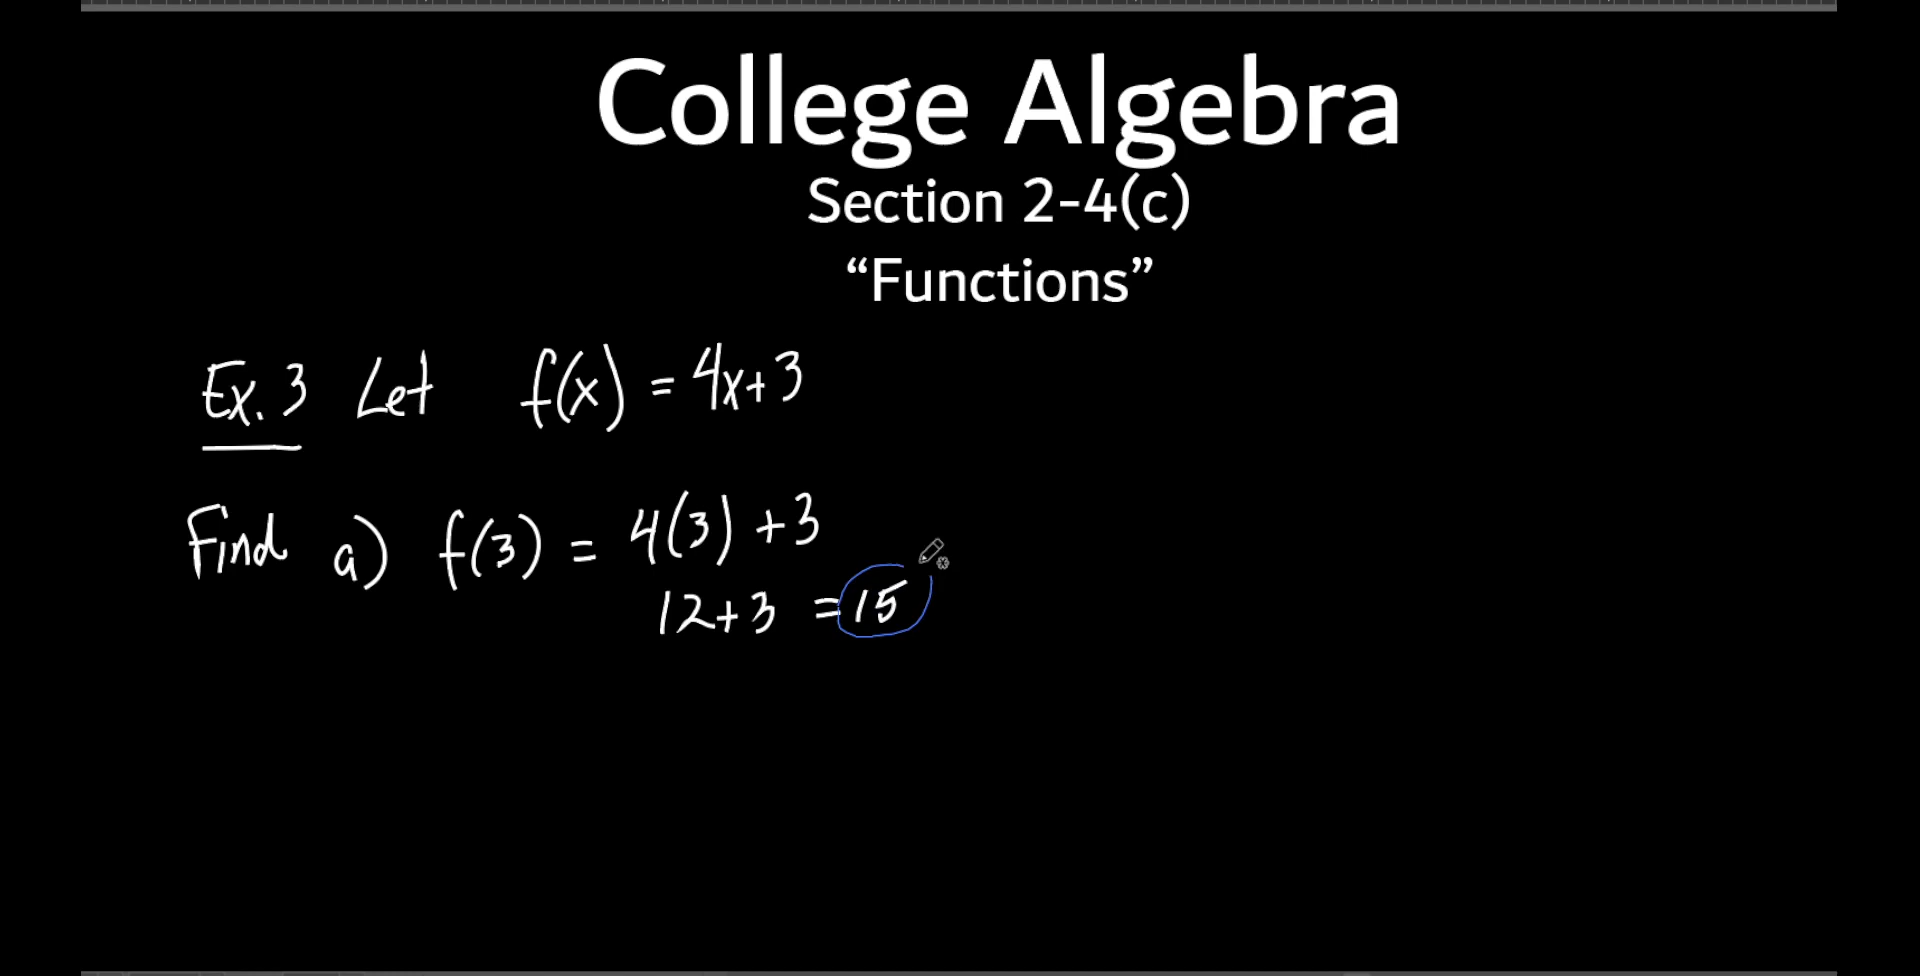 College Algebra
Section 2-4(c)
“Functions”
Ex. 3 Let f(x) = 4x+3
Find a) f(3) = 4(3) +3
12+3 = 15